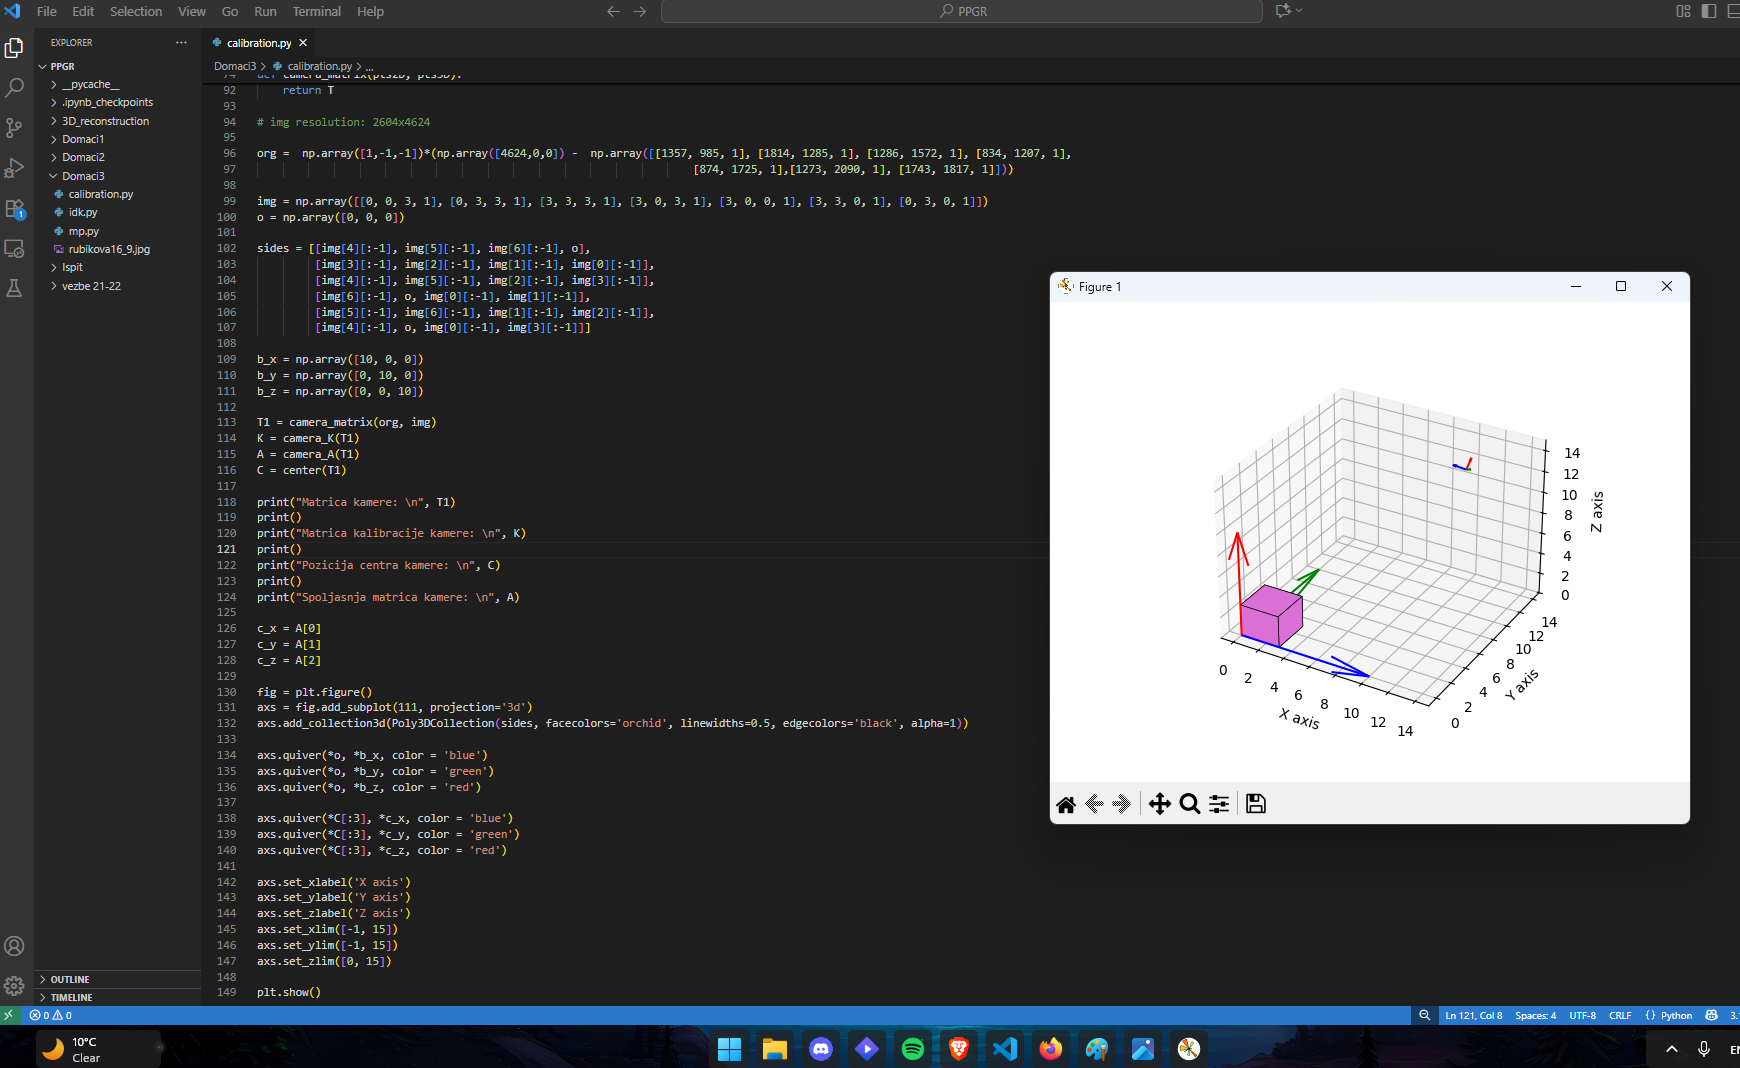 File Edit Selection View Go Run Terminal Help
PPGR
EXPLORER
PPGR
__pycache__
.ipynb_checkpoints
3D_reconstruction
Domaci1
Domaci2
Domaci3
calibration.py
idk.py
mp.py
rubikova16_9.jpg
Ispit
vezbe 21-22
OUTLINE
TIMELINE
calibration.py
Domaci3 > calibration.py > ...
74 def camera_matrix(pts2D, pts3D):
92 return T
93
94 # img resolution: 2604x4624
95
96 org = np.array([1,-1,-1])*(np.array([4624,0,0]) - np.array([[1357, 985, 1], [1814, 1285, 1], [1286, 1572, 1], [834, 1207, 1],
97 [874, 1725, 1],[1273, 2090, 1], [1743, 1817, 1]]))
98
99 img = np.array([[0, 0, 3, 1], [0, 3, 3, 1], [3, 3, 3, 1], [3, 0, 3, 1], [3, 0, 0, 1], [3, 3, 0, 1], [0, 3, 0, 1]])
100 o = np.array([0, 0, 0])
101
102 sides = [[img[4][:-1], img[5][:-1], img[6][:-1], o],
103 [img[3][:-1], img[2][:-1], img[1][:-1], img[0][:-1]],
104 [img[4][:-1], img[5][:-1], img[2][:-1], img[3][:-1]],
105 [img[6][:-1], o, img[0][:-1], img[1][:-1]],
106 [img[5][:-1], img[6][:-1], img[1][:-1], img[2][:-1]],
107 [img[4][:-1], o, img[0][:-1], img[3][:-1]]]
108
109 b_x = np.array([10, 0, 0])
110 b_y = np.array([0, 10, 0])
111 b_z = np.array([0, 0, 10])
112
113 T1 = camera_matrix(org, img)
114 K = camera_K(T1)
115 A = camera_A(T1)
116 C = center(T1)
117
118 print("Matrica kamere: \n", T1)
119 print()
120 print("Matrica kalibracije kamere: \n", K)
121 print()
122 print("Pozicija centra kamere: \n", C)
123 print()
124 print("Spoljasnja matrica kamere: \n", A)
125
126 c_x = A[0]
127 c_y = A[1]
128 c_z = A[2]
129
130 fig = plt.figure()
131 axs = fig.add_subplot(111, projection='3d')
132 axs.add_collection3d(Poly3DCollection(sides, facecolors='orchid', linewidths=0.5, edgecolors='black', alpha=1))
133
134 axs.quiver(*o, *b_x, color = 'blue')
135 axs.quiver(*o, *b_y, color = 'green')
136 axs.quiver(*o, *b_z, color = 'red')
137
138 axs.quiver(*C[:3], *c_x, color = 'blue')
139 axs.quiver(*C[:3], *c_y, color = 'green')
140 axs.quiver(*C[:3], *c_z, color = 'red')
141
142 axs.set_xlabel('X axis')
143 axs.set_ylabel('Y axis')
144 axs.set_zlabel('Z axis')
145 axs.set_xlim([-1, 15])
146 axs.set_ylim([-1, 15])
147 axs.set_zlim([0, 15])
148
149 plt.show()
Figure 1
14
12
10
8
6
4
2
0
Z axis
14
12
10
8
6
4
2
0
Y axis
0 2 4 6 8 10 12 14
X axis
1
0 0
Ln 121, Col 8 Spaces: 4 UTF-8 CRLF {} Python 3.
10°C
Clear